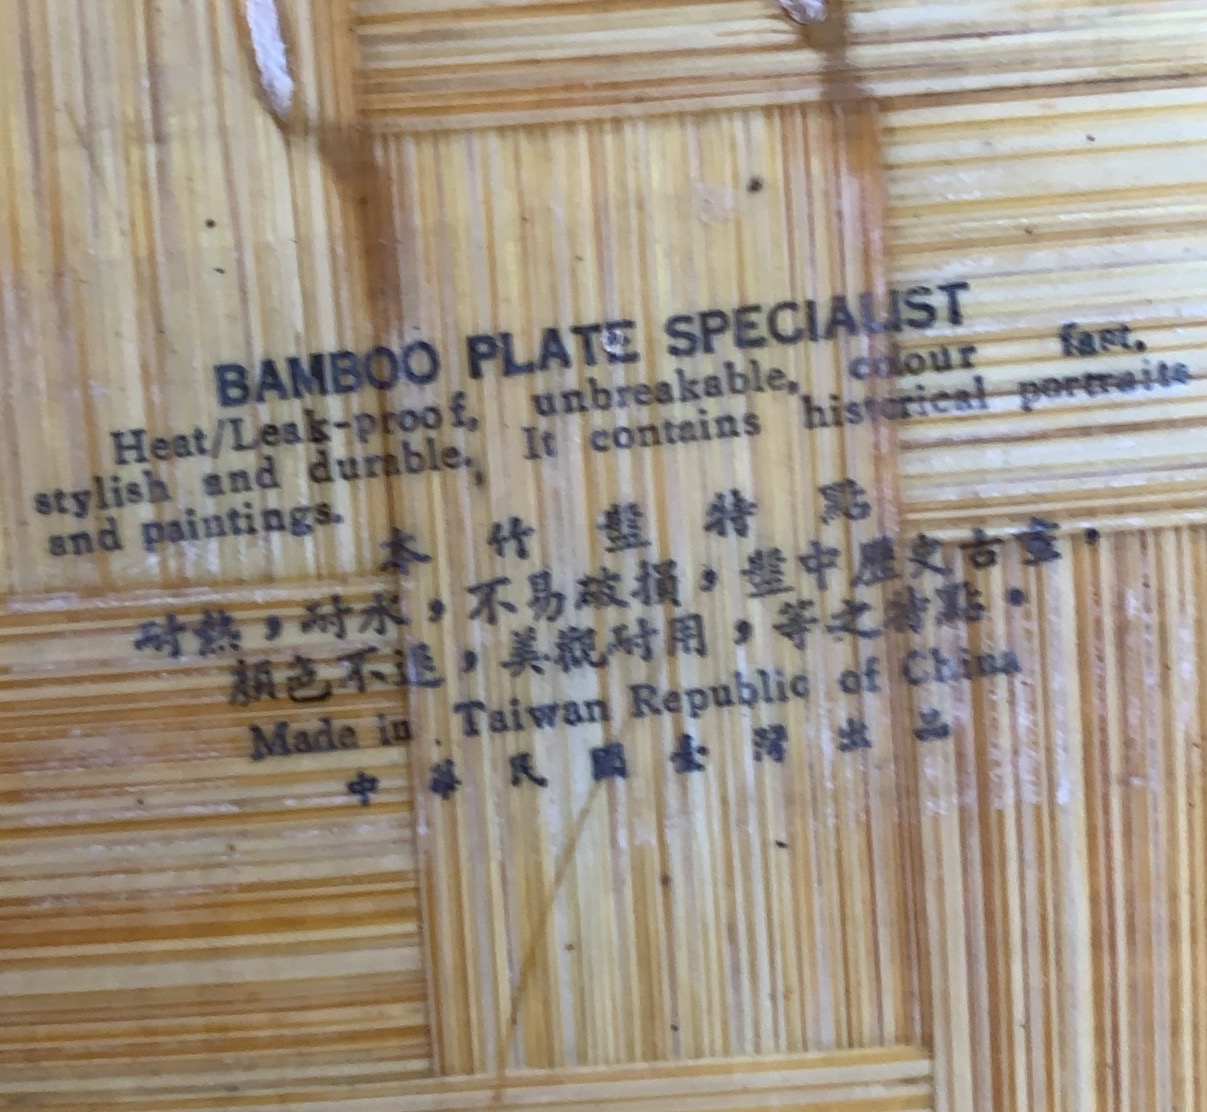 BAMBOO PLATE SPECIALIST
Heat/Leak-proof, unbreakable, colour fast,
stylish and durable, It contains historical portraits
and paintings.
本竹盤特點
耐熱，耐水，不易破損，盤中歷史古畫，
顏色不退，美觀耐用，等之特點。
Made in Taiwan Republic of China
中華民國臺灣出品